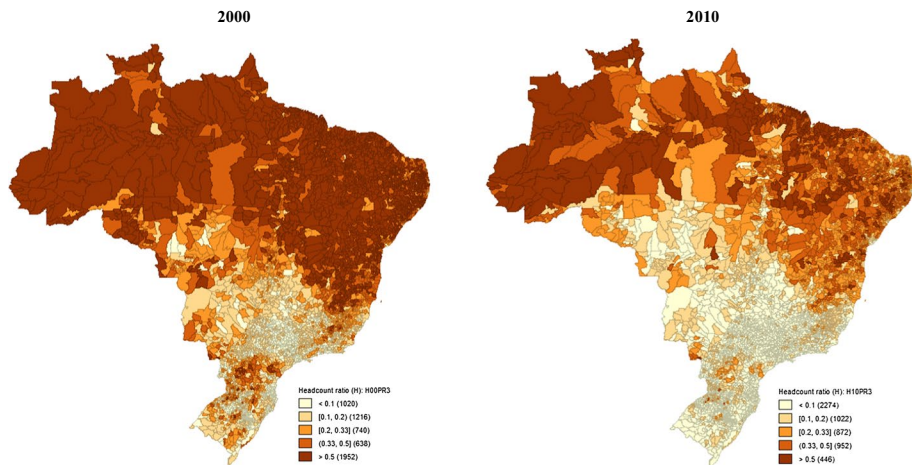 2000
2010
Headcount ratio (H): H00PR3
< 0.1 (1020)
[0.1, 0.2) (1216)
[0.2, 0.33] (740)
(0.33, 0.5] (638)
> 0.5 (1952)
Headcount ratio (H): H10PR3
< 0.1 (2274)
[0.1, 0.2) (1022)
[0.2, 0.33] (872)
(0.33, 0.5] (952)
> 0.5 (446)